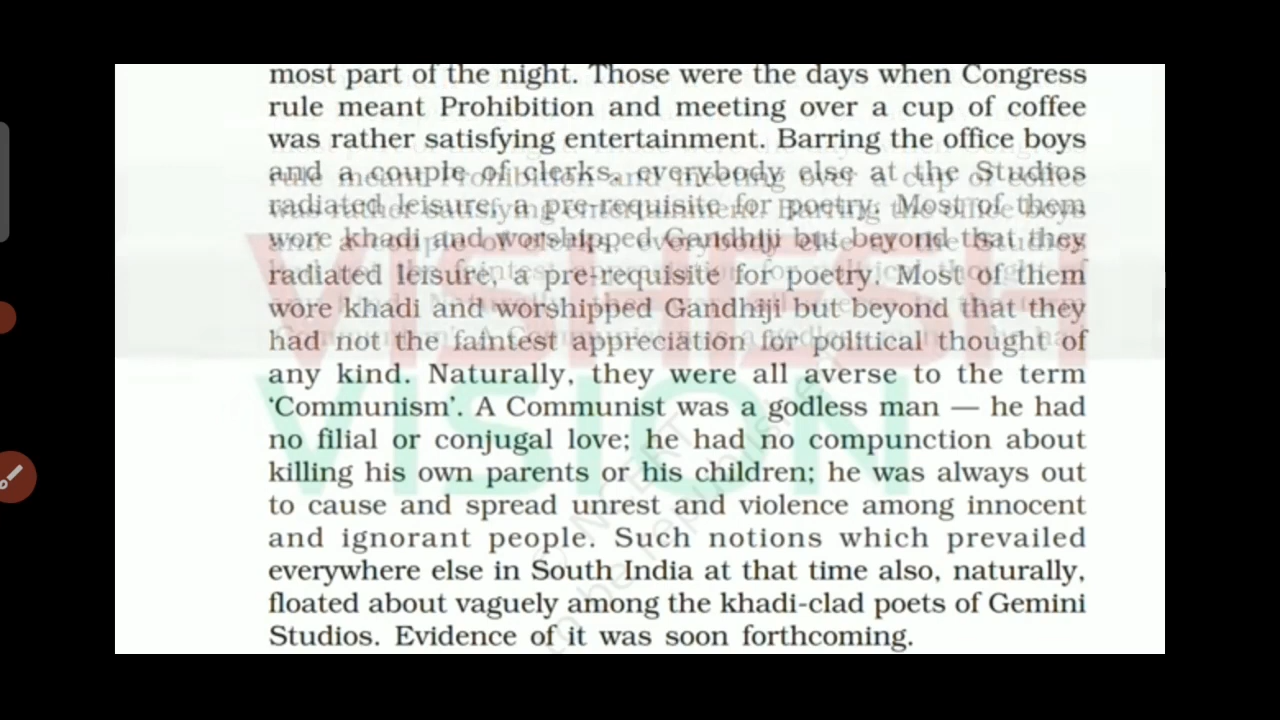 most part of the night. Those were the days when Congress
rule meant Prohibition and meeting over a cup of coffee
was rather satisfying entertainment. Barring the office boys
and a couple of clerks, everybody else at the Studios
radiated leisure, a pre-requisite for poetry. Most of them
wore khadi and worshipped Gandhiji but beyond that they
radiated leisure, a pre-requisite for poetry. Most of them
wore khadi and worshipped Gandhiji but beyond that they
had not the faintest appreciation for political thought of
any kind. Naturally, they were all averse to the term
‘Communism’. A Communist was a godless man — he had
no filial or conjugal love; he had no compunction about
killing his own parents or his children; he was always out
to cause and spread unrest and violence among innocent
and ignorant people. Such notions which prevailed
everywhere else in South India at that time also, naturally,
floated about vaguely among the khadi-clad poets of Gemini
Studios. Evidence of it was soon forthcoming.
VISHESH
VISION